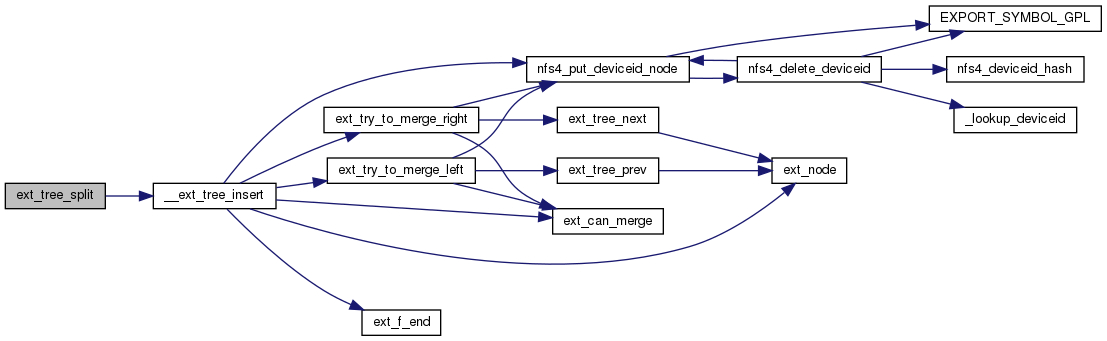 EXPORT_SYMBOL_GPL
nfs4_put_deviceid_node
nfs4_delete_deviceid
nfs4_deviceid_hash
ext_try_to_merge_right
ext_tree_next
_lookup_deviceid
ext_try_to_merge_left
ext_tree_prev
ext_node
ext_tree_split
__ext_tree_insert
ext_can_merge
ext_f_end